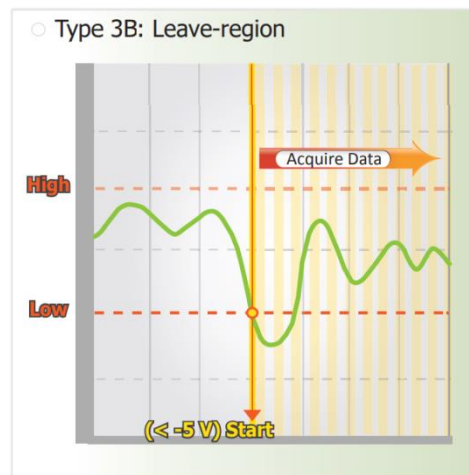 Type 3B: Leave-region
Acquire Data
High
Low
(< -5 V) Start